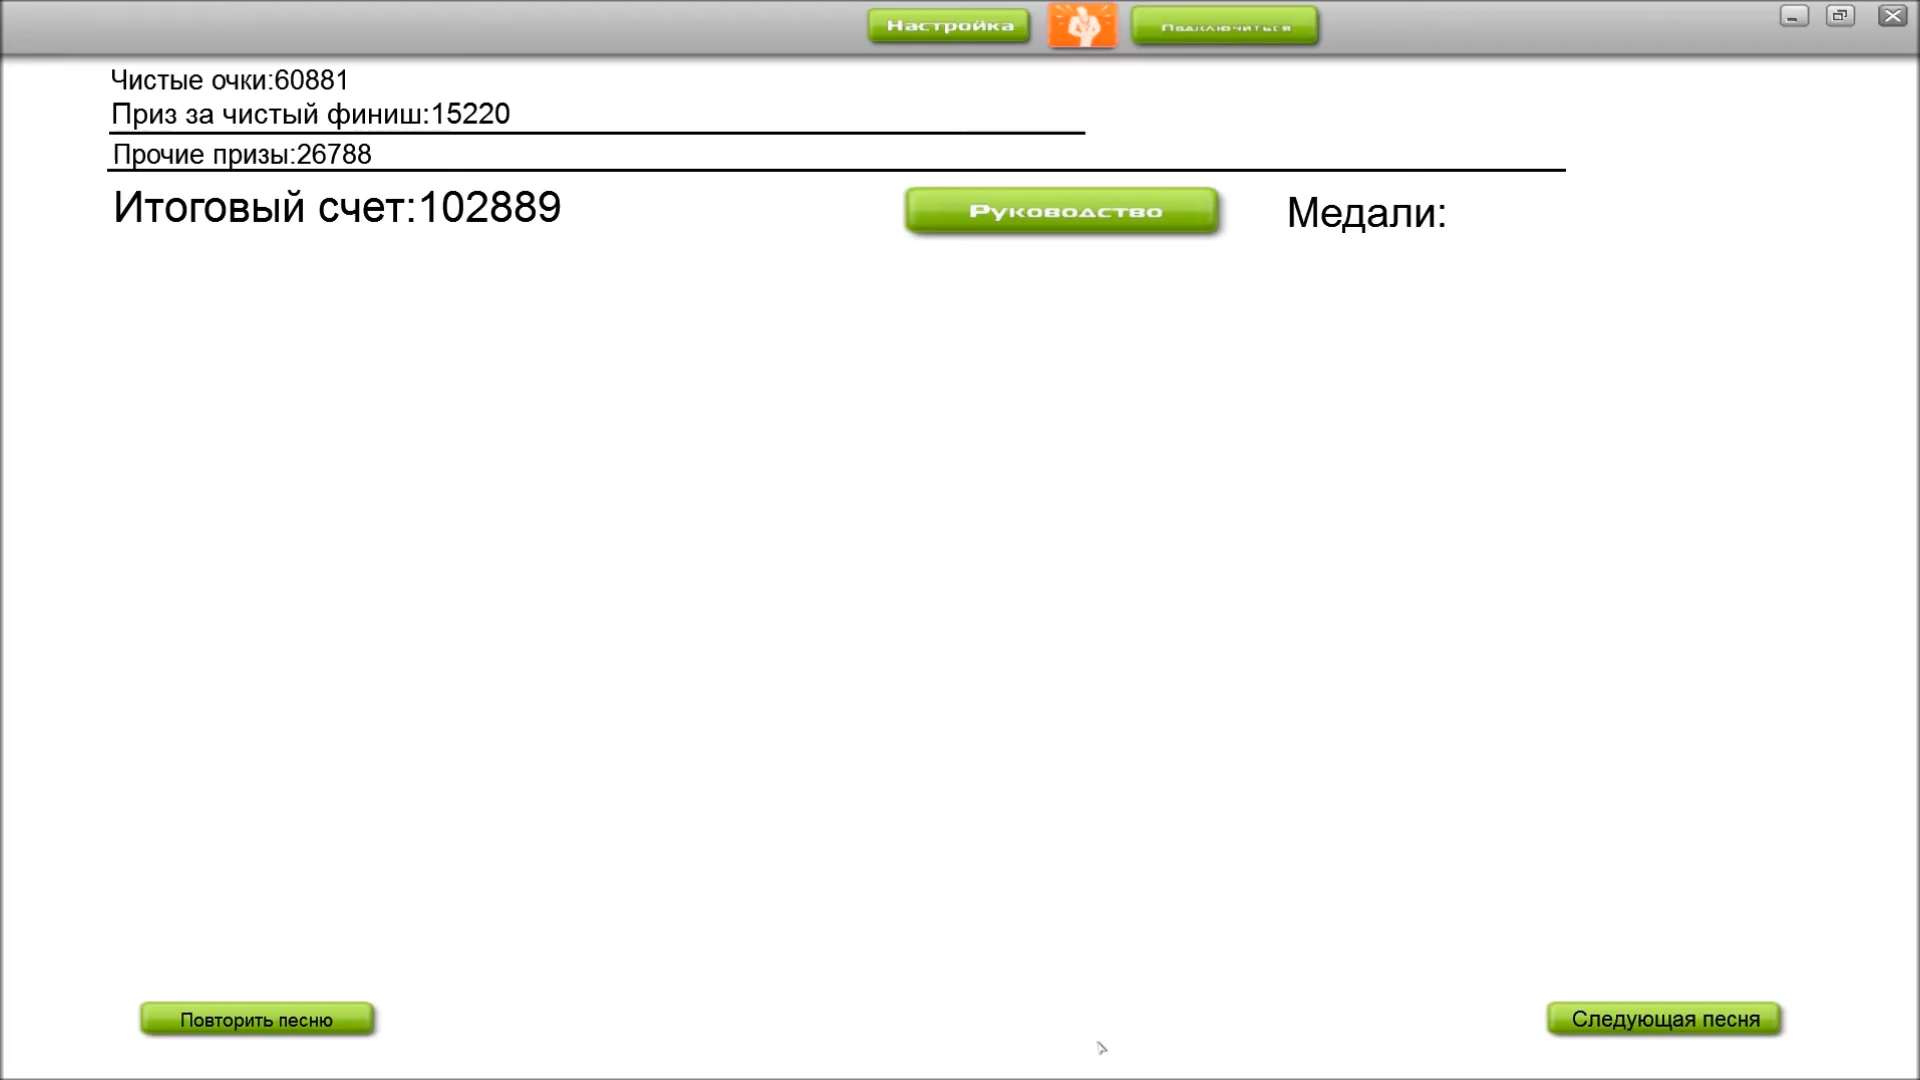 Настройка
Подключиться
Чистые очки:60881
Приз за чистый финиш:15220
Прочие призы:26788
Итоговый счет:102889
Руководство
Медали:
Повторить песню
Следующая песня